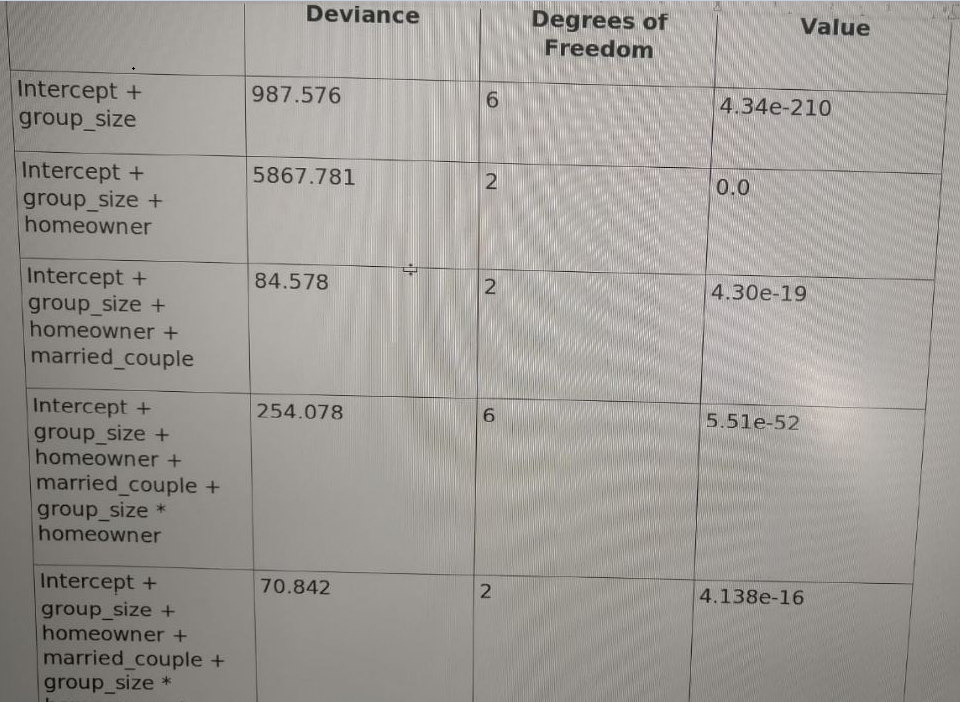 Deviance
Degrees of
Freedom
Value
Intercept +
group_size
987.576
6
4.34e-210
Intercept +
group_size +
homeowner
5867.781
2
0.0
Intercept +
group_size +
homeowner +
married_couple
84.578
2
4.30e-19
Intercept +
group_size +
homeowner +
married_couple +
group_size *
homeowner
254.078
6
5.51e-52
Intercept +
group_size +
homeowner +
married_couple +
group_size *
70.842
2
4.138e-16